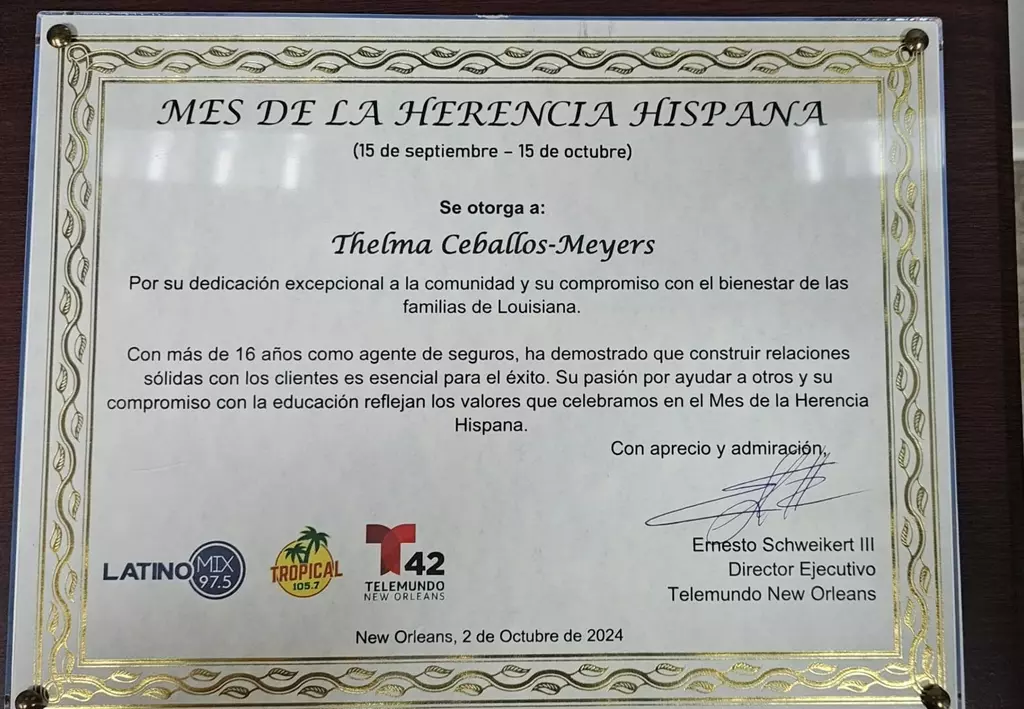 MES DE LA HERENCIA HISPANA
(15 de septiembre – 15 de octubre)
Se otorga a:
Thelma Ceballos-Meyers
Por su dedicación excepcional a la comunidad y su compromiso con el bienestar de las
familias de Louisiana.
Con más de 16 años como agente de seguros, ha demostrado que construir relaciones
sólidas con los clientes es esencial para el éxito. Su pasión por ayudar a otros y su
compromiso con la educación reflejan los valores que celebramos en el Mes de la Herencia
Hispana.
Con aprecio y admiración,
Ernesto Schweikert III
Director Ejecutivo
Telemundo New Orleans
LATINO MIX 97.5
TROPICAL
105.7
T 42
TELEMUNDO
NEW ORLEANS
New Orleans, 2 de Octubre de 2024